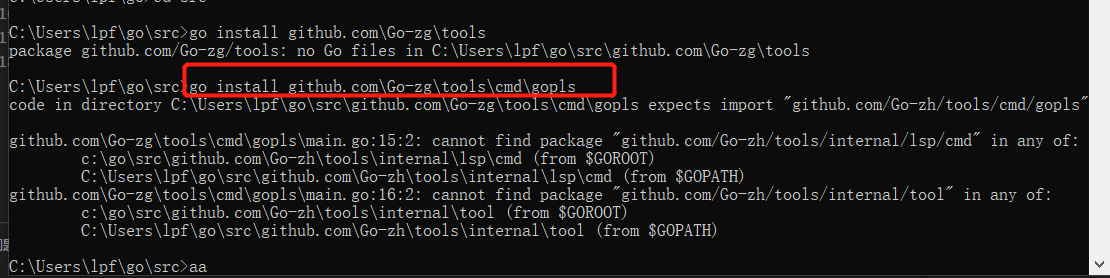 C:\Users\lpf\go\src>go install github.com\Go-zg\tools
package github.com/Go-zg/tools: no Go files in C:\Users\lpf\go\src\github.com\Go-zg\tools
C:\Users\lpf\go\src>go install github.com\Go-zg\tools\cmd\gopls
code in directory C:\Users\lpf\go\src\github.com\Go-zg\tools\cmd\gopls expects import "github.com/Go-zh/tools/cmd/gopls"
github.com\Go-zg\tools\cmd\gopls\main.go:15:2: cannot find package "github.com/Go-zh/tools/internal/lsp/cmd" in any of:
c:\go\src\github.com\Go-zh\tools\internal\lsp\cmd (from $GOROOT)
C:\Users\lpf\go\src\github.com\Go-zh\tools\internal\lsp\cmd (from $GOPATH)
github.com\Go-zg\tools\cmd\gopls\main.go:16:2: cannot find package "github.com/Go-zh/tools/internal/tool" in any of:
c:\go\src\github.com\Go-zh\tools\internal\tool (from $GOROOT)
C:\Users\lpf\go\src\github.com\Go-zh\tools\internal\tool (from $GOPATH)
C:\Users\lpf\go\src>aa